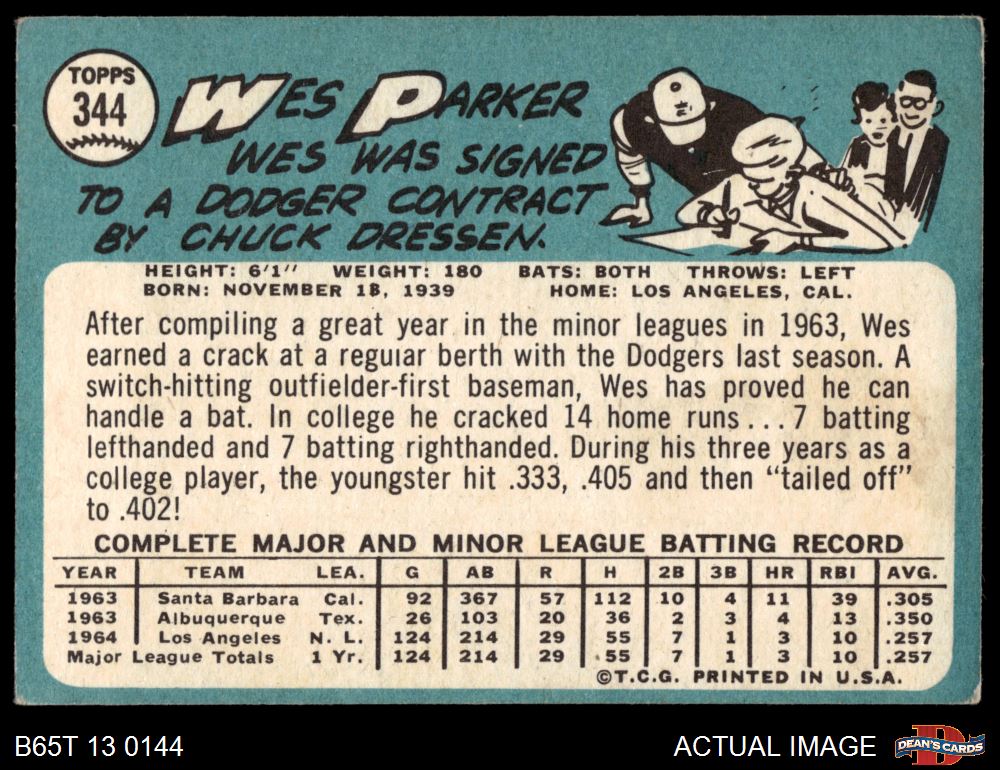 TOPPS
344
WES PARKER
WES WAS SIGNED
TO A DODGER CONTRACT
BY CHUCK DRESSEN.
HEIGHT: 6'1" WEIGHT: 180 BATS: BOTH THROWS: LEFT
BORN: NOVEMBER 18, 1939 HOME: LOS ANGELES, CAL.
After compiling a great year in the minor leagues in 1963, Wes
earned a crack at a regular berth with the Dodgers last season. A
switch-hitting outfielder-first baseman, Wes has proved he can
handle a bat. In college he cracked 14 home runs...7 batting
lefthanded and 7 batting righthanded. During his three years as a
college player, the youngster hit .333, .405 and then "tailed off"
to .402!
COMPLETE MAJOR AND MINOR LEAGUE BATTING RECORD
YEAR TEAM LEA. G AB R H 2B 3B HR RBI AVG.
1963 Santa Barbara Cal. 92 367 57 112 10 4 11 39 .305
1963 Albuquerque Tex. 26 103 20 36 2 3 4 13 .350
1964 Los Angeles N. L. 124 214 29 55 7 1 3 10 .257
Major League Totals 1 Yr. 124 214 29 55 7 1 3 10 .257
©T.C.G. PRINTED IN U.S.A.
B65T 13 0144
ACTUAL IMAGE
DEAN'S CARDS